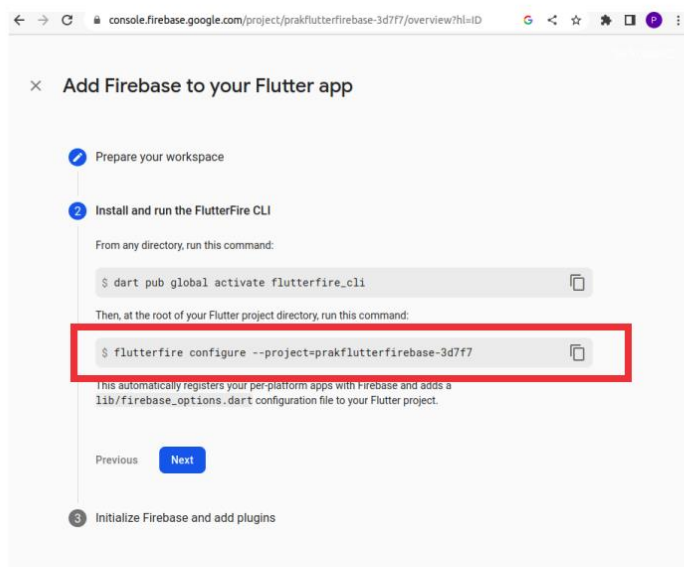 console.firebase.google.com/project/prakflutterfirebase-3d7f7/overview?hl=ID
Add Firebase to your Flutter app
Prepare your workspace
2 Install and run the FlutterFire CLI
From any directory, run this command:
$ dart pub global activate flutterfire_cli
Then, at the root of your Flutter project directory, run this command:
$ flutterfire configure --project=prakflutterfirebase-3d7f7
This automatically registers your per-platform apps with Firebase and adds a
lib/firebase_options.dart configuration file to your Flutter project.
Previous Next
3 Initialize Firebase and add plugins